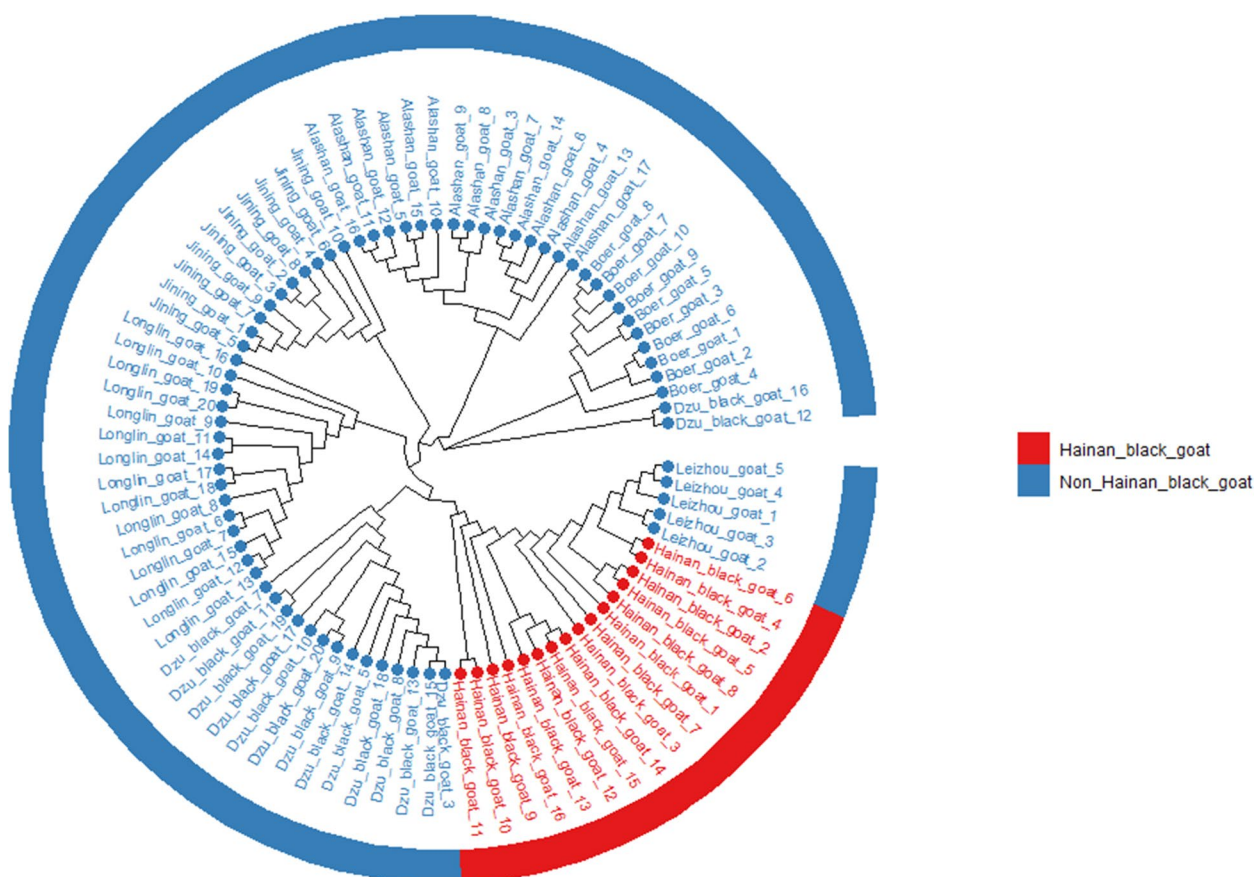 Alashan_goat_9
Alashan_goat_8
Alashan_goat_3
Alashan_goat_7
Alashan_goat_14
Alashan_goat_6
Alashan_goat_4
Alashan_goat_13
Alashan_goat_17
Boer_goat_8
Boer_goat_7
Boer_goat_10
Boer_goat_9
Boer_goat_5
Boer_goat_3
Boer_goat_6
Boer_goat_1
Boer_goat_2
Boer_goat_4
Dzu_black_goat_16
Dzu_black_goat_12
Leizhou_goat_5
Leizhou_goat_4
Leizhou_goat_1
Leizhou_goat_3
Leizhou_goat_2
Hainan_black_goat_6
Hainan_black_goat_4
Hainan_black_goat_2
Hainan_black_goat_5
Hainan_black_goat_8
Hainan_black_goat_1
Hainan_black_goat_7
Hainan_black_goat_3
Hainan_black_goat_14
Hainan_black_goat_15
Hainan_black_goat_12
Hainan_black_goat_13
Hainan_black_goat_16
Hainan_black_goat_9
Hainan_black_goat_10
Hainan_black_goat_11
Dzu_black_goat_3
Dzu_black_goat_15
Dzu_black_goat_13
Dzu_black_goat_8
Dzu_black_goat_18
Dzu_black_goat_5
Dzu_black_goat_14
Dzu_black_goat_9
Dzu_black_goat_20
Dzu_black_goat_10
Dzu_black_goat_17
Dzu_black_goat_19
Dzu_black_goat_11
Dzu_black_goat_7
Longlin_goat_13
Longlin_goat_12
Longlin_goat_15
Longlin_goat_7
Longlin_goat_6
Longlin_goat_8
Longlin_goat_18
Longlin_goat_17
Longlin_goat_14
Longlin_goat_11
Longlin_goat_9
Longlin_goat_20
Longlin_goat_19
Longlin_goat_10
Longlin_goat_16
Jining_goat_5
Jining_goat_1
Jining_goat_7
Jining_goat_9
Jining_goat_3
Jining_goat_2
Jining_goat_8
Jining_goat_4
Jining_goat_6
Jining_goat_10
Alashan_goat_16
Alashan_goat_11
Alashan_goat_12
Alashan_goat_5
Alashan_goat_15
Alashan_goat_10
Hainan_black_goat
Non_Hainan_black_goat